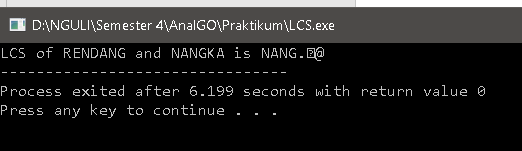 D:\NGULI\Semester 4\AnalGO\Praktikum\LCS.exe
LCS of RENDANG and NANGKA is NANG.⍰@
--------------------------------
Process exited after 6.199 seconds with return value 0
Press any key to continue . . .